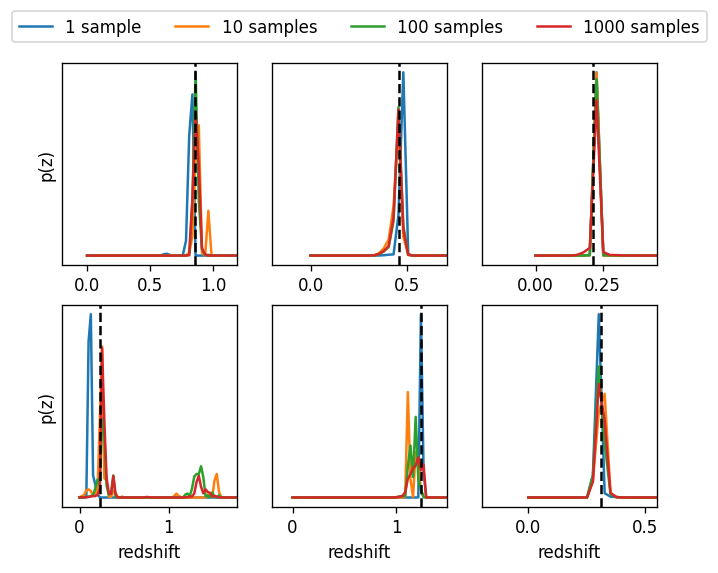 1 sample 10 samples 100 samples 1000 samples
p(z)
0.0 0.5 1.0 0.0 0.5 0.00 0.25
p(z)
0 1 0 1 0.0 0.5
redshift redshift redshift